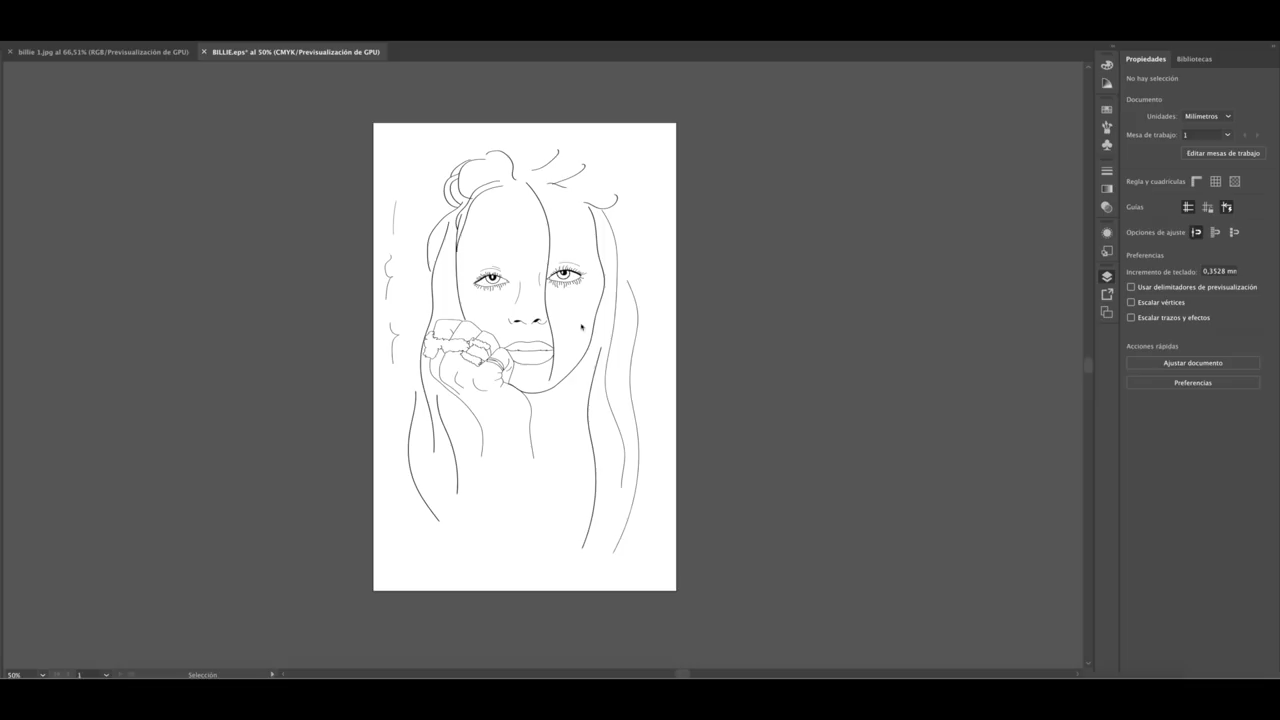 billie 1.jpg al 66,51% (RGB/Previsualización de GPU)
BILLIE.eps* al 50% (CMYK/Previsualización de GPU)
Propiedades
Bibliotecas
No hay selección
Documento
Unidades:
Milímetros
Mesa de trabajo:
1
Editar mesas de trabajo
Regla y cuadrículas
Guías
Opciones de ajuste
Preferencias
Incremento de teclado:
0,3528 mm
Usar delimitadores de previsualización
Escalar vértices
Escalar trazos y efectos
Acciones rápidas
Ajustar documento
Preferencias
50%
1
Selección